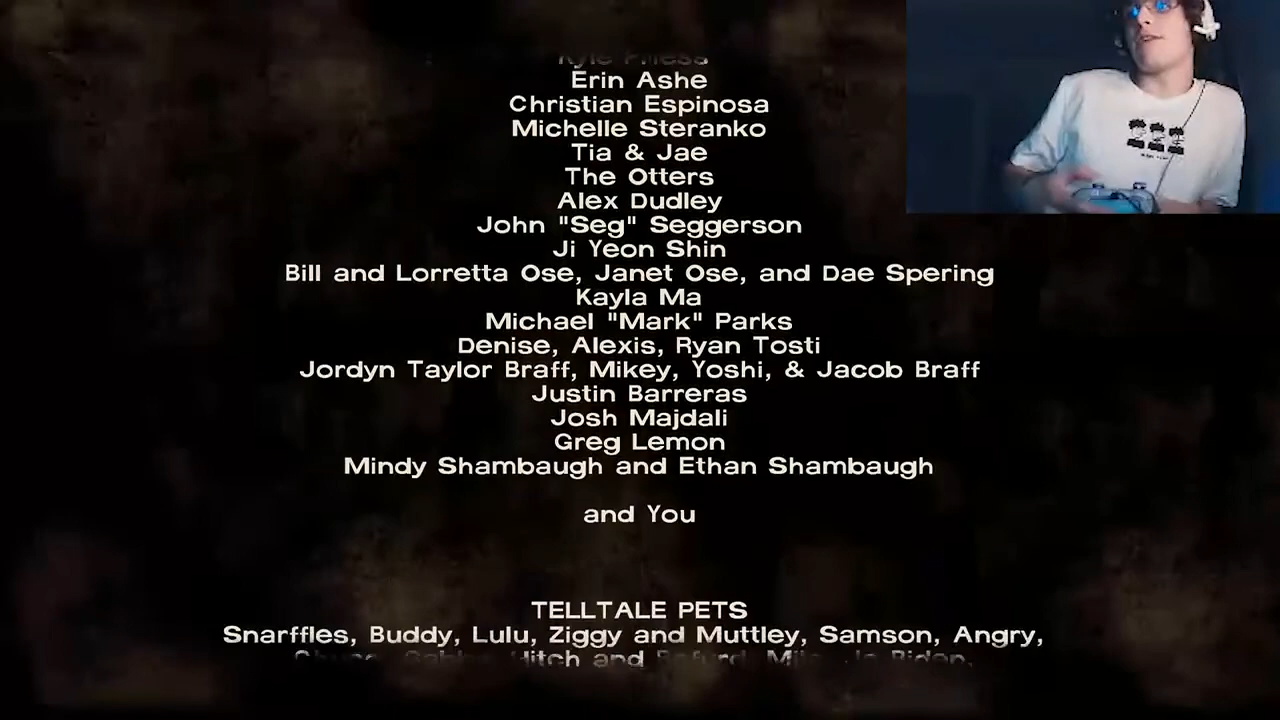 Erin Ashe
Christian Espinosa
Michelle Steranko
Tia & Jae
The Otters
Alex Dudley
John "Seg" Seggerson
Ji Yeon Shin
Bill and Lorretta Ose, Janet Ose, and Dae Spering
Kayla Ma
Michael "Mark" Parks
Denise, Alexis, Ryan Tosti
Jordyn Taylor Braff, Mikey, Yoshi, & Jacob Braff
Justin Barreras
Josh Majdali
Greg Lemon
Mindy Shambaugh and Ethan Shambaugh
and You
TELLTALE PETS
Snarffles, Buddy, Lulu, Ziggy and Muttley, Samson, Angry,
and